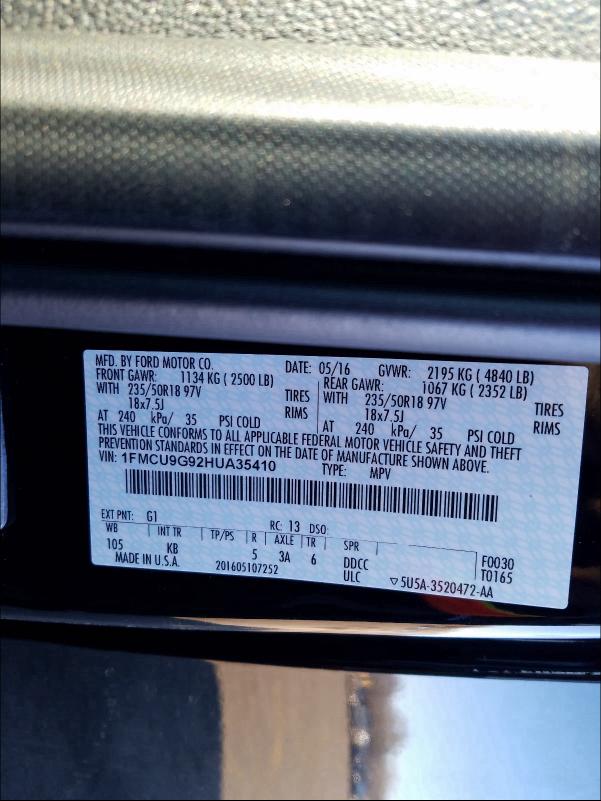 MFD. BY FORD MOTOR CO. DATE: 05/16 GVWR: 2195 KG ( 4840 LB)
FRONT GAWR: 1134 KG ( 2500 LB) REAR GAWR: 1067 KG ( 2352 LB)
WITH 235/50R18 97V TIRES WITH 235/50R18 97V TIRES
18x7.5J RIMS 18x7.5J RIMS
AT 240 kPa/ 35 PSI COLD AT 240 kPa/ 35 PSI COLD
THIS VEHICLE CONFORMS TO ALL APPLICABLE FEDERAL MOTOR VEHICLE SAFETY AND THEFT
PREVENTION STANDARDS IN EFFECT ON THE DATE OF MANUFACTURE SHOWN ABOVE.
VIN: 1FMCU9G92HUA35410 TYPE: MPV
EXT PNT: G1 RC: 13 DSO:
WB INT TR TP/PS R AXLE TR SPR F0030
105 KB 5 3A 6 DDCC T0165
MADE IN U.S.A. 201605107252 ULC ▽5U5A-3520472-AA